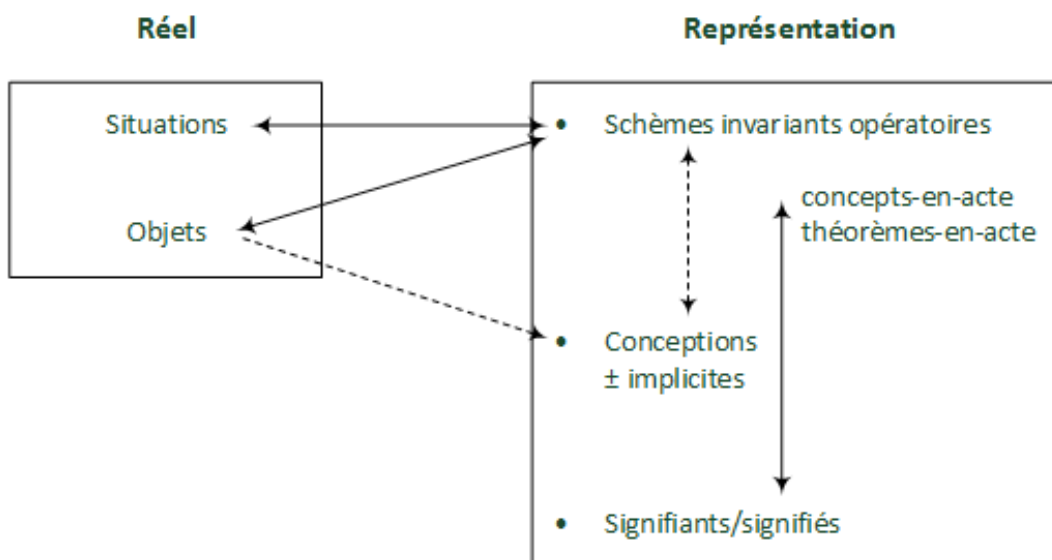 Réel
Représentation
Situations
• Schèmes invariants opératoires
concepts-en-acte
théorèmes-en-acte
Objets
• Conceptions
± implicites
• Signifiants/signifiés